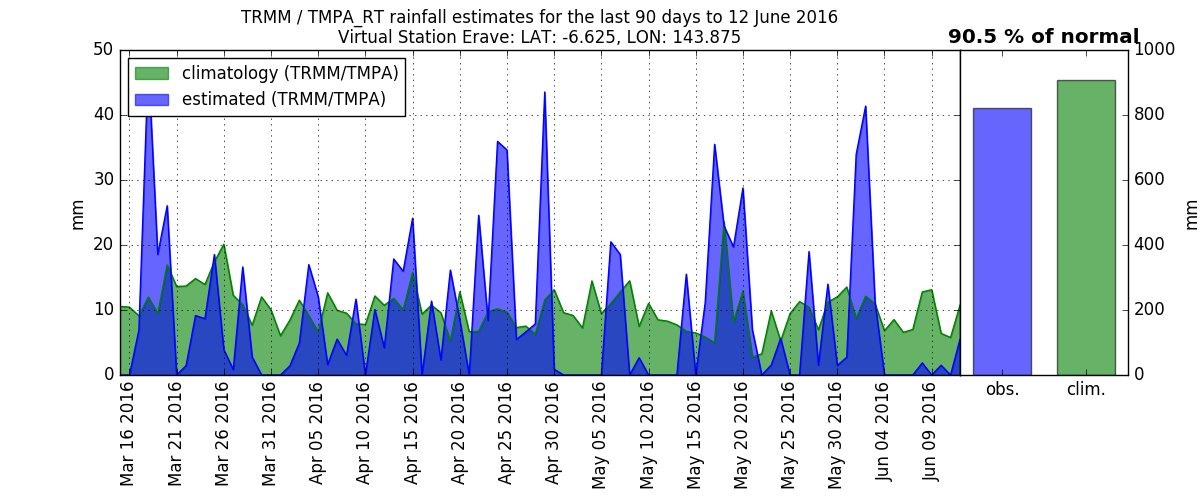 TRMM / TMPA_RT rainfall estimates for the last 90 days to 12 June 2016
Virtual Station Erave: LAT: -6.625, LON: 143.875
90.5 % of normal
climatology (TRMM/TMPA)
estimated (TRMM/TMPA)
50
40
30
20
10
0
mm
Mar 16 2016
Mar 21 2016
Mar 26 2016
Mar 31 2016
Apr 05 2016
Apr 10 2016
Apr 15 2016
Apr 20 2016
Apr 25 2016
Apr 30 2016
May 05 2016
May 10 2016
May 15 2016
May 20 2016
May 25 2016
May 30 2016
Jun 04 2016
Jun 09 2016
obs.
clim.
1000
800
600
400
200
0
mm